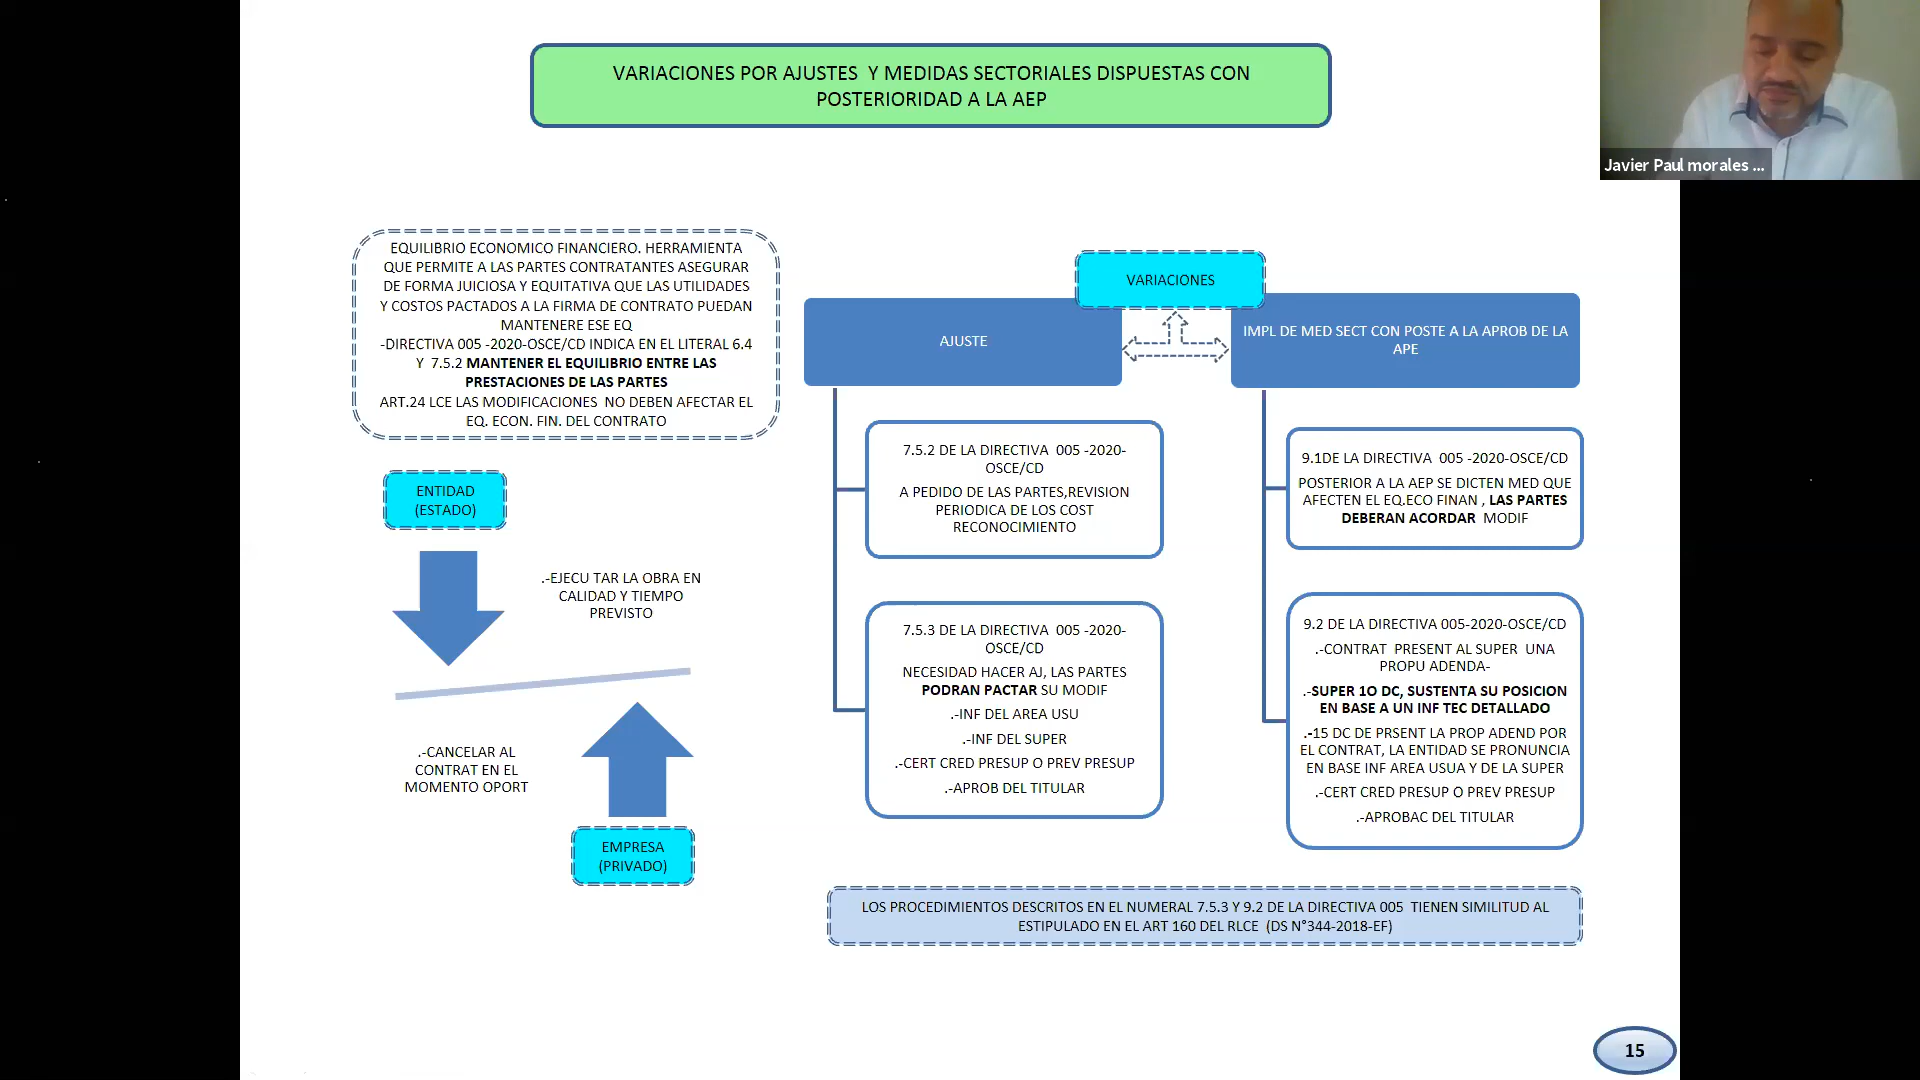 VARIACIONES POR AJUSTES  Y MEDIDAS SECTORIALES DISPUESTAS CON
POSTERIORIDAD A LA AEP
Javier Paul morales ...
EQUILIBRIO ECONOMICO FINANCIERO. HERRAMIENTA
QUE PERMITE A LAS PARTES CONTRATANTES ASEGURAR
DE FORMA JUICIOSA Y EQUITATIVA QUE LAS UTILIDADES
Y COSTOS PACTADOS A LA FIRMA DE CONTRATO PUEDAN
MANTENERE ESE EQ
-DIRECTIVA 005 -2020-OSCE/CD INDICA EN EL LITERAL 6.4
Y  7.5.2 MANTENER EL EQUILIBRIO ENTRE LAS
PRESTACIONES DE LAS PARTES
ART.24 LCE LAS MODIFICACIONES  NO DEBEN AFECTAR EL
EQ. ECON. FIN. DEL CONTRATO
ENTIDAD
(ESTADO)
.-EJECU TAR LA OBRA EN
CALIDAD Y TIEMPO
PREVISTO
.-CANCELAR AL
CONTRAT EN EL
MOMENTO OPORT
EMPRESA
(PRIVADO)
VARIACIONES
AJUSTE
7.5.2 DE LA DIRECTIVA  005 -2020-
OSCE/CD
A PEDIDO DE LAS PARTES,REVISION
PERIODICA DE LOS COST
RECONOCIMIENTO
7.5.3 DE LA DIRECTIVA  005 -2020-
OSCE/CD
NECESIDAD HACER AJ, LAS PARTES
PODRAN PACTAR SU MODIF
.-INF DEL AREA USU
.-INF DEL SUPER
.-CERT CRED PRESUP O PREV PRESUP
.-APROB DEL TITULAR
IMPL DE MED SECT CON POSTE A LA APROB DE LA
APE
9.1DE LA DIRECTIVA  005 -2020-OSCE/CD
POSTERIOR A LA AEP SE DICTEN MED QUE
AFECTEN EL EQ.ECO FINAN , LAS PARTES
DEBERAN ACORDAR  MODIF
9.2 DE LA DIRECTIVA 005-2020-OSCE/CD
.-CONTRAT  PRESENT AL SUPER  UNA
PROPU ADENDA-
.-SUPER 1O DC, SUSTENTA SU POSICION
EN BASE A UN INF TEC DETALLADO
.-15 DC DE PRSENT LA PROP ADEND POR
EL CONTRAT, LA ENTIDAD SE PRONUNCIA
EN BASE INF AREA USUA Y DE LA SUPER
.-CERT CRED PRESUP O PREV PRESUP
.-APROBAC DEL TITULAR
LOS PROCEDIMIENTOS DESCRITOS EN EL NUMERAL 7.5.3 Y 9.2 DE LA DIRECTIVA 005  TIENEN SIMILITUD AL
ESTIPULADO EN EL ART 160 DEL RLCE  (DS N°344-2018-EF)
15